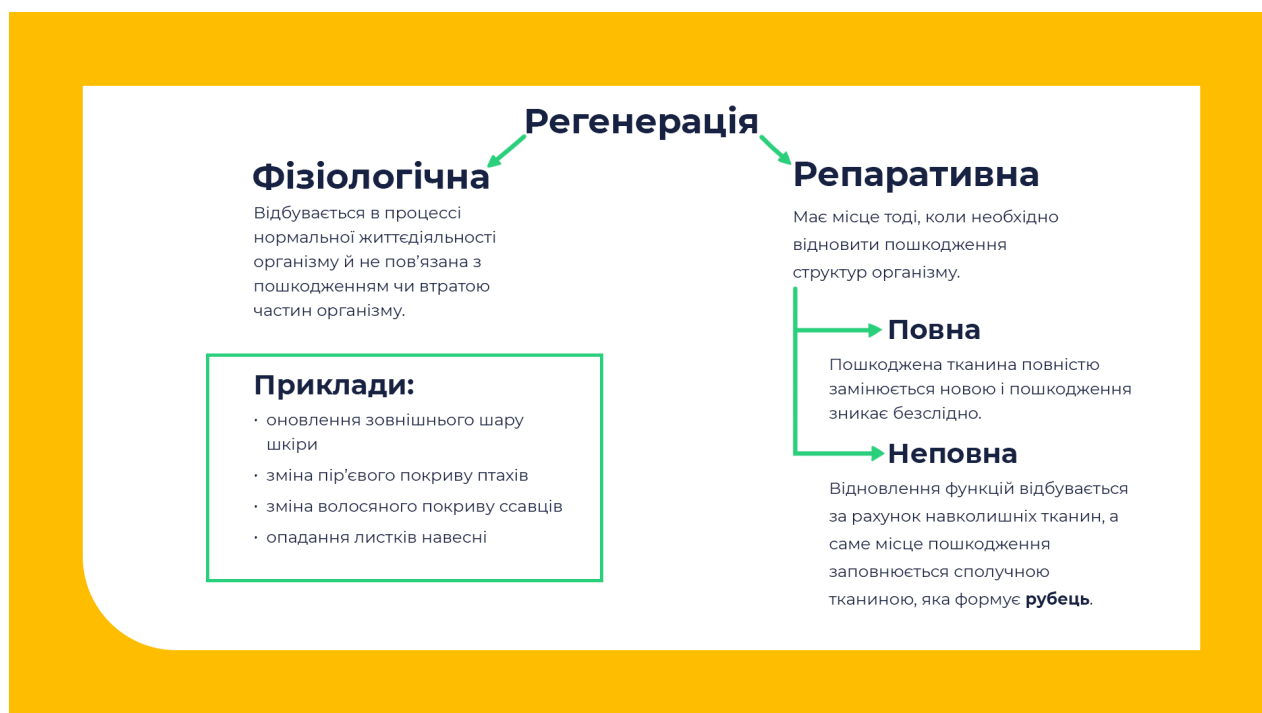 Регенерація
Фізіологічна
Відбувається в процессі
нормальної життєдіяльності
організму й не пов’язана з
пошкодженням чи втратою
частин організму.
Приклади:
· оновлення зовнішнього шару
шкіри
· зміна пір’євого покриву птахів
· зміна волосяного покриву ссавців
· опадання листків навесні
Репаративна
Має місце тоді, коли необхідно
відновити пошкодження
структур організму.
Повна
Пошкоджена тканина повністю
замінюється новою і пошкодження
зникає безслідно.
Неповна
Відновлення функцій відбувається
за рахунок навколишніх тканин, а
саме місце пошкодження
заповнюється сполучною
тканиною, яка формує рубець.